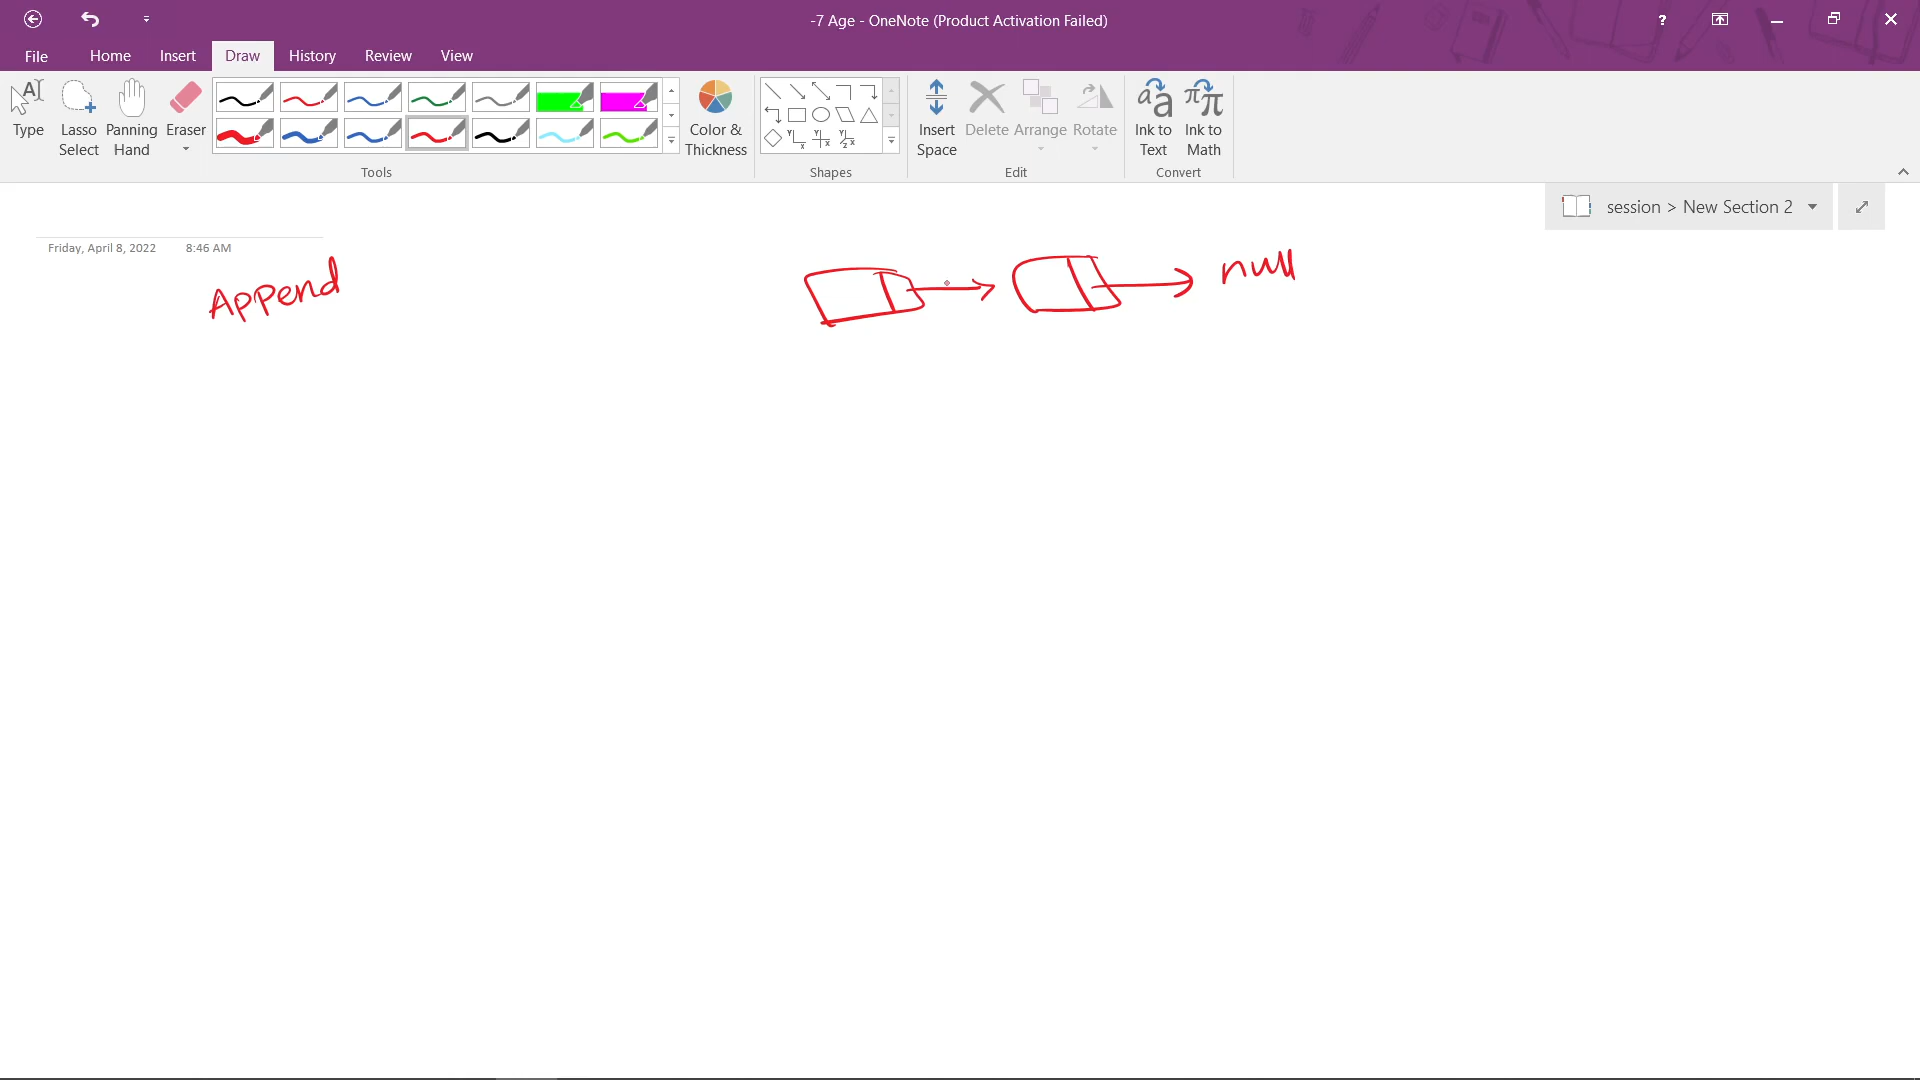 -7 Age - OneNote (Product Activation Failed)
?
File Home Insert Draw History Review View
Type
Lasso Select
Panning Hand
Eraser
Color & Thickness
Insert Space
Delete
Arrange
Rotate
Ink to Text
Ink to Math
Tools
Shapes
Edit
Convert
session > New Section 2
Friday, April 8, 2022 8:46 AM
Append
null